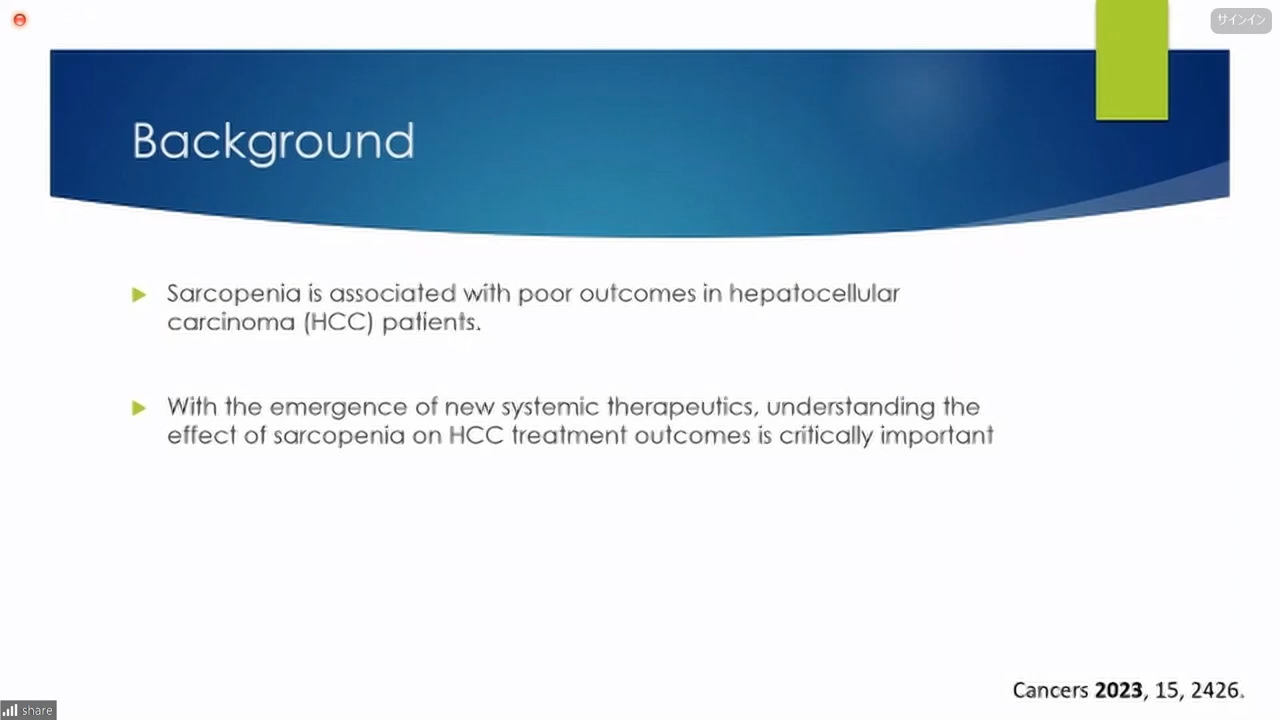 サインイン
Background
Sarcopenia is associated with poor outcomes in hepatocellular
carcinoma (HCC) patients.
With the emergence of new systemic therapeutics, understanding the
effect of sarcopenia on HCC treatment outcomes is critically important
Cancers 2023, 15, 2426.
share